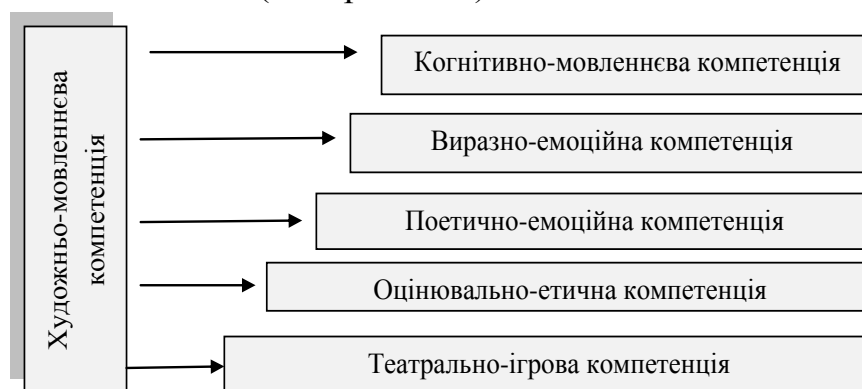 Художньо-мовленнєва
компетенція
Когнітивно-мовленнєва компетенція
Виразно-емоційна компетенція
Поетично-емоційна компетенція
Оцінювально-етична компетенція
Театрально-ігрова компетенція